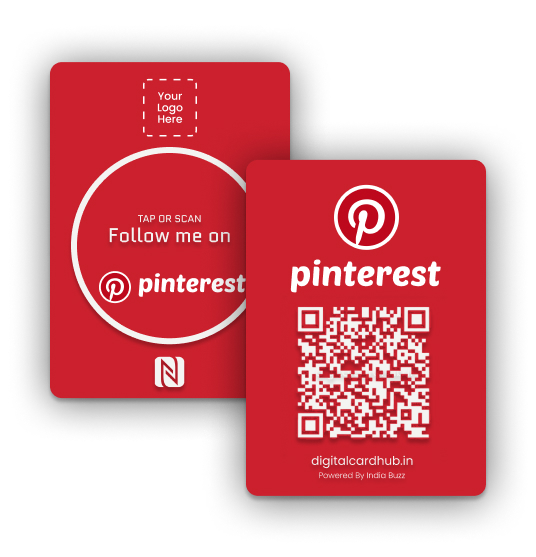 Your
Logo
Here
TAP OR SCAN
Follow me on
pinterest
pinterest
digitalcardhub.in
Powered By India Buzz